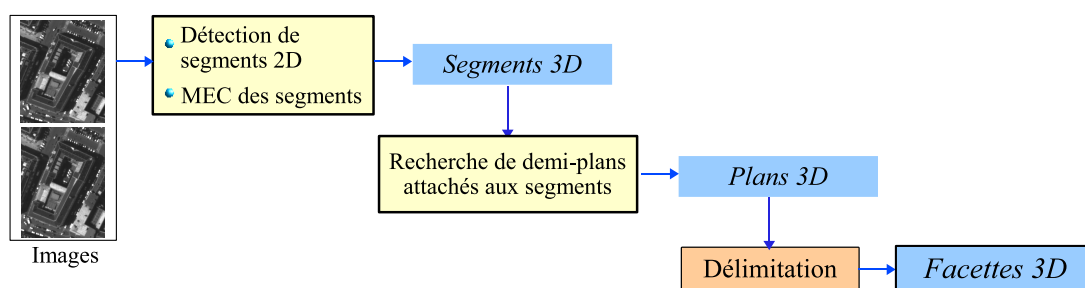 Détection de
segments 2D
MEC des segments
Segments 3D
Recherche de demi-plans
attachés aux segments
Plans 3D
Images
Délimitation
Facettes 3D